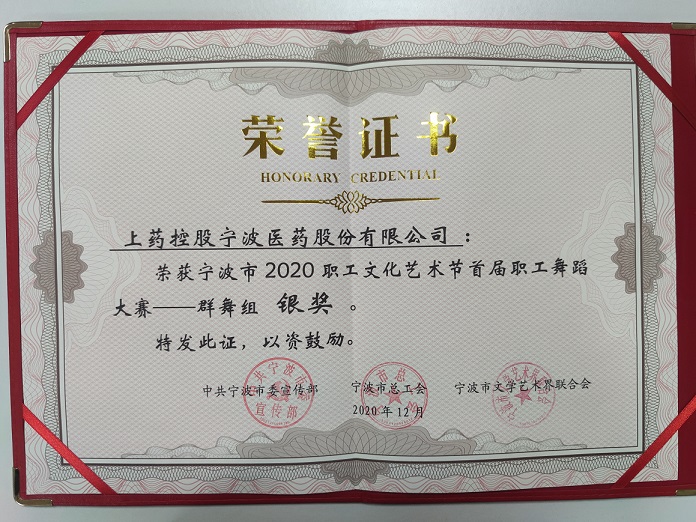 荣誉证书
HONORARY CREDENTIAL
上药控股宁波医药股份有限公司：
荣获宁波市2020职工文化艺术节首届职工舞蹈
大赛——群舞组 银奖 。
特发此证，以资鼓励。
中共宁波市委宣传部 宁波市总工会 宁波市文学艺术界联合会
2020年12月